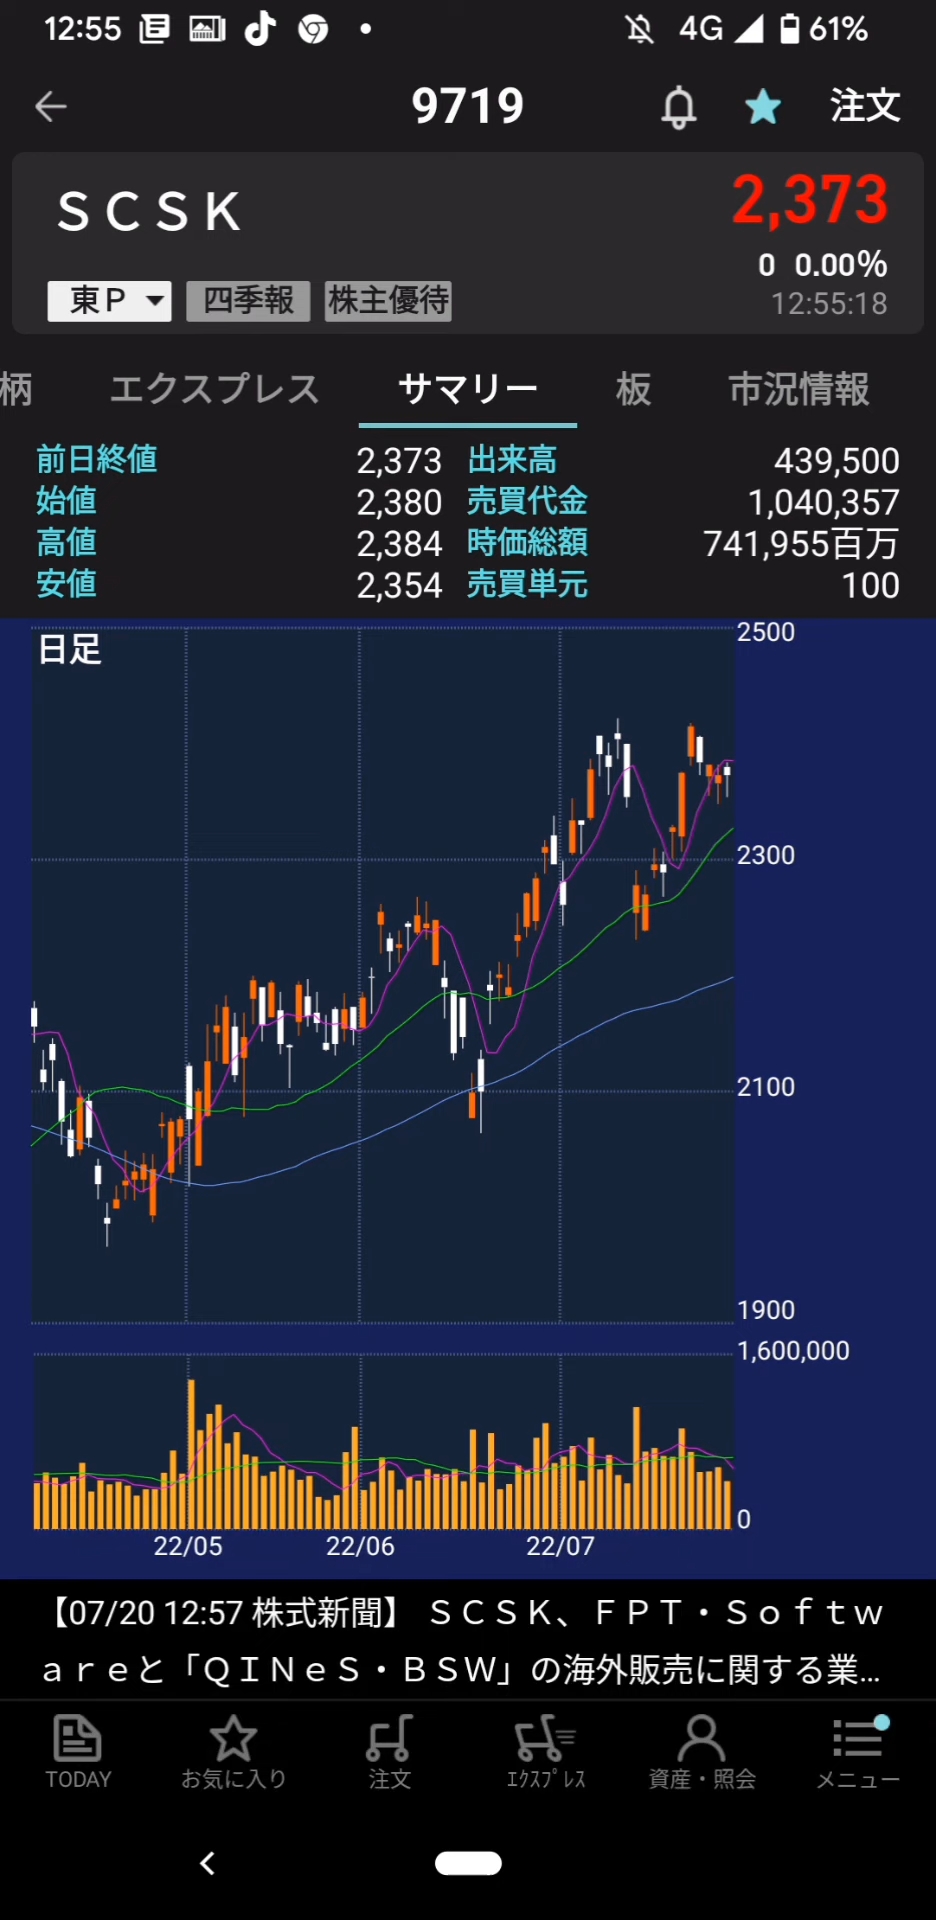 12:55 4G 61%
9719 注文
ＳＣＳＫ 2,373
0 0.00%
東Ｐ 四季報 株主優待 12:55:18
柄 エクスプレス サマリー 板 市況情報
前日終値 2,373 出来高 439,500
始値 2,380 売買代金 1,040,357
高値 2,384 時価総額 741,955百万
安値 2,354 売買単元 100
日足
2500
2300
2100
1900
1,600,000
0
22/05 22/06 22/07
【07/20 12:57 株式新聞】 ＳＣＳＫ、ＦＰＴ・Ｓｏｆｔｗ
ａｒｅと「ＱＩＮｅＳ・ＢＳＷ」の海外販売に関する業...
TODAY お気に入り 注文 ｴｸｽﾌﾟﾚｽ 資産・照会 メニュー